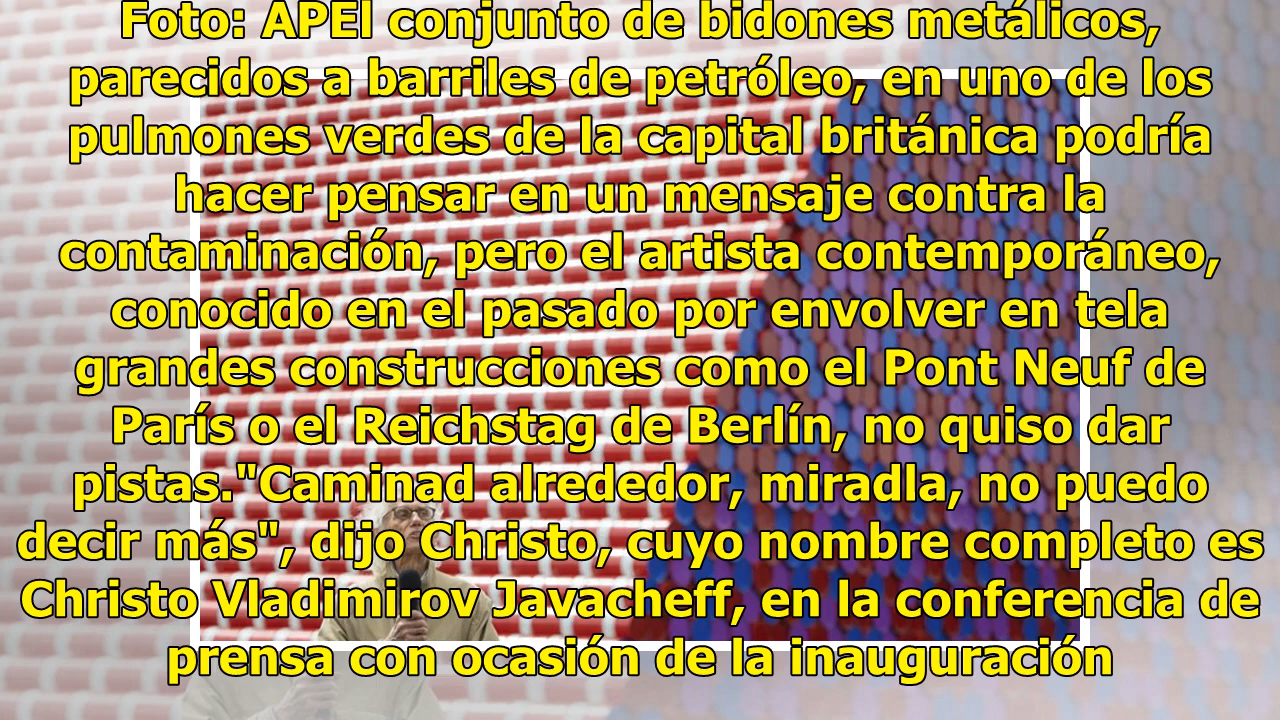 Foto: APEl conjunto de bidones metálicos,
parecidos a barriles de petróleo, en uno de los
pulmones verdes de la capital británica podría
hacer pensar en un mensaje contra la
contaminación, pero el artista contemporáneo,
conocido en el pasado por envolver en tela
grandes construcciones como el Pont Neuf de
París o el Reichstag de Berlín, no quiso dar
pistas."Caminad alrededor, miradla, no puedo
decir más", dijo Christo, cuyo nombre completo es
Christo Vladimirov Javacheff, en la conferencia de
prensa con ocasión de la inauguración